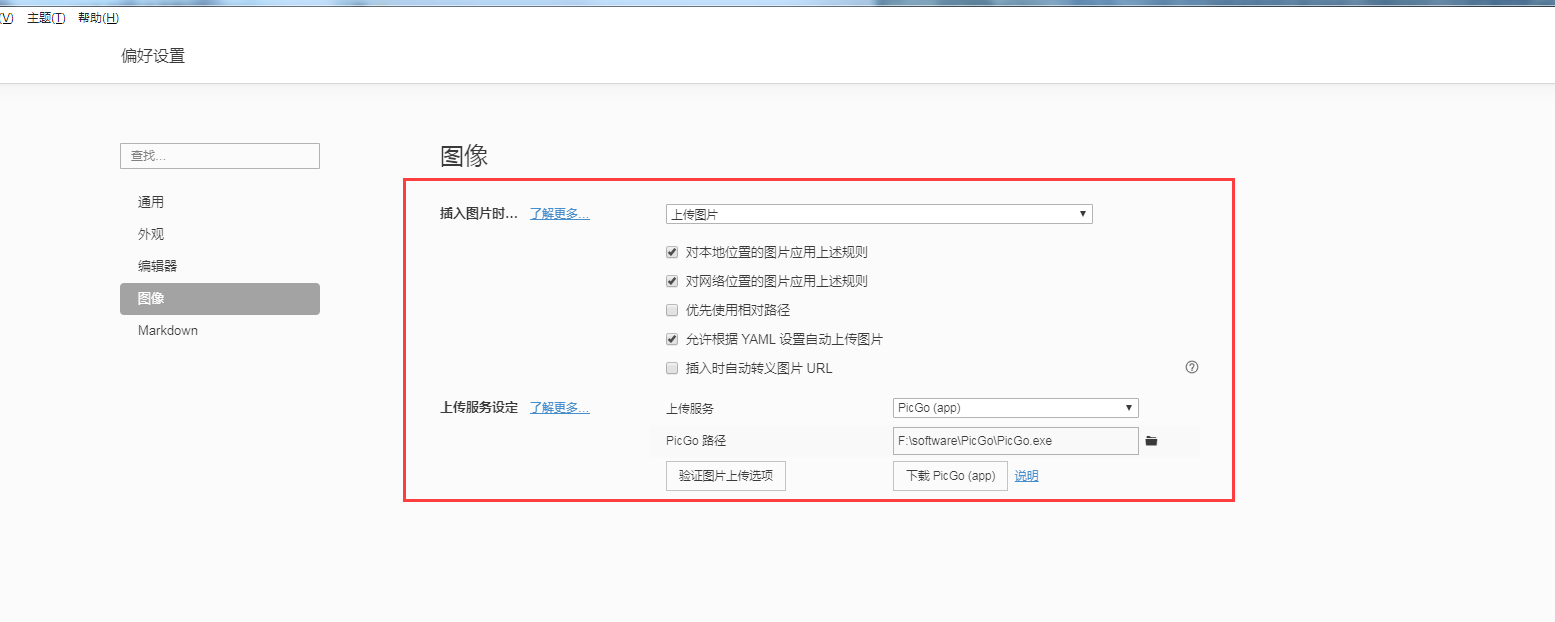 (V) 主题(T) 帮助(H)
偏好设置
查找...
通用
外观
编辑器
图像
Markdown
图像
插入图片时... 了解更多... 上传图片
对本地位置的图片应用上述规则
对网络位置的图片应用上述规则
优先使用相对路径
允许根据 YAML 设置自动上传图片
插入时自动转义图片 URL
上传服务设定 了解更多... 上传服务 PicGo (app)
PicGo 路径 F:\software\PicGo\PicGo.exe
验证图片上传选项 下载 PicGo (app) 说明